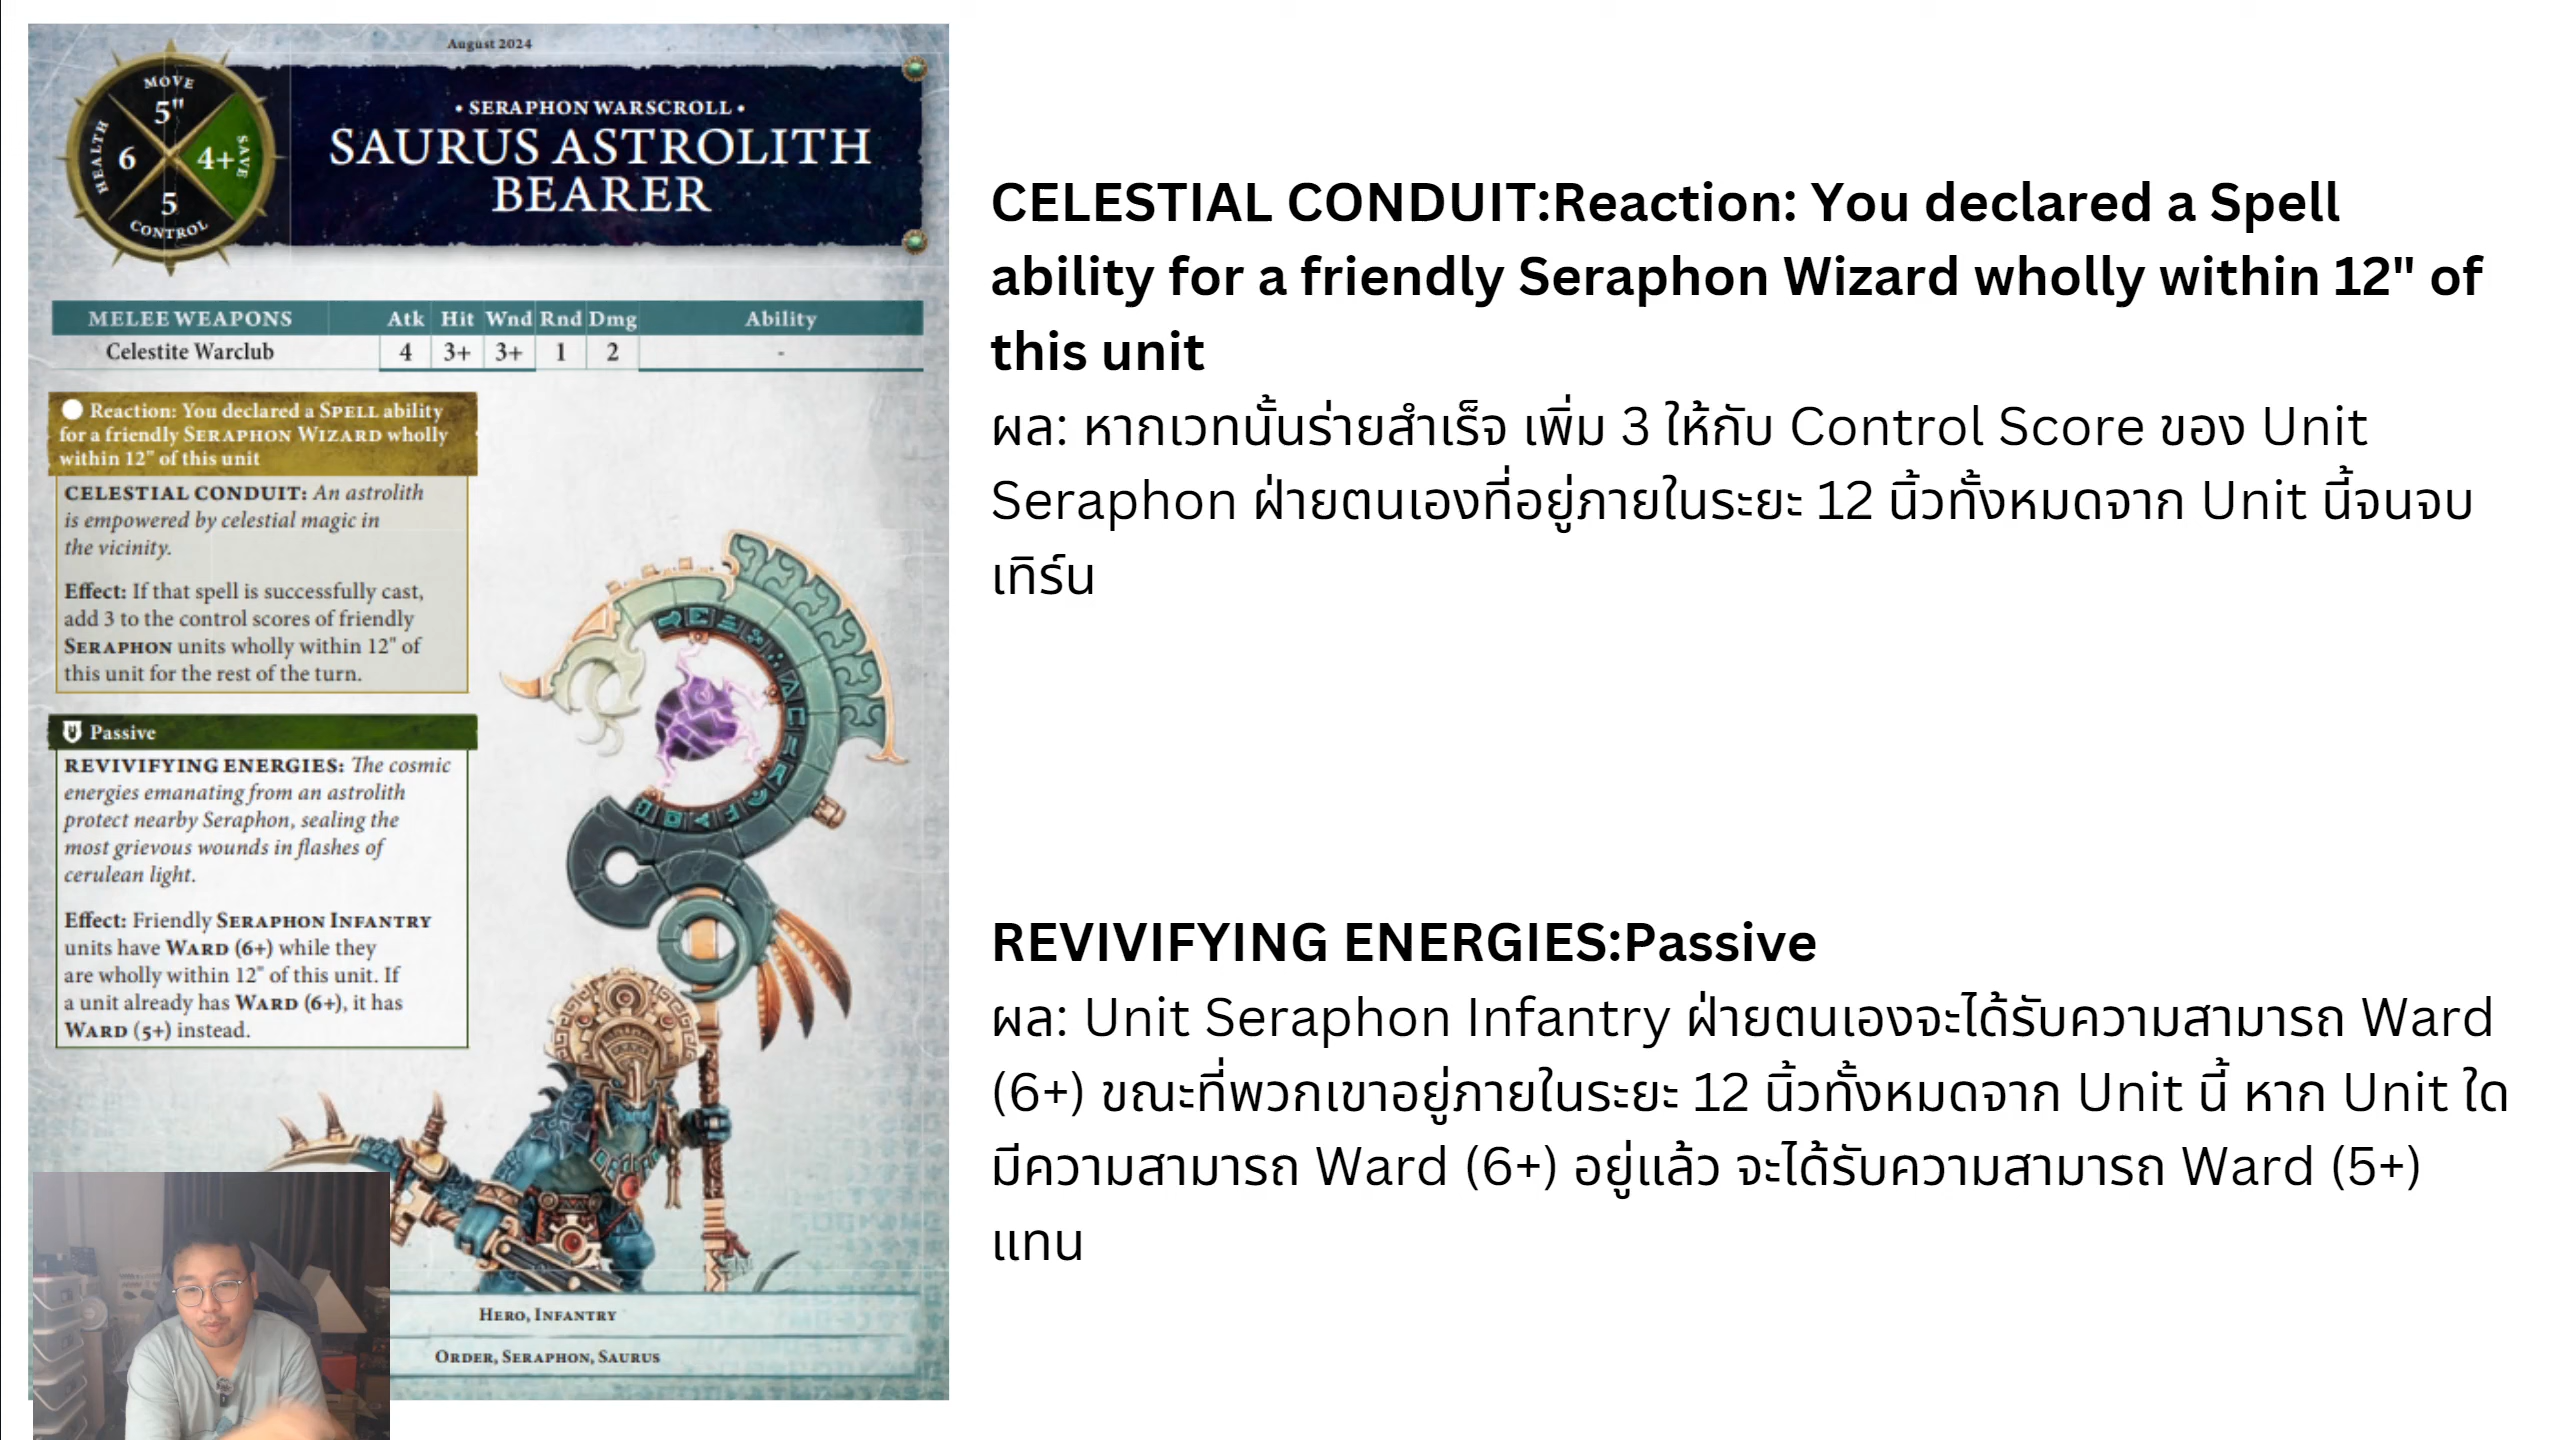 August 2024
MOVE
5"
HEALTH
6
4+
SAVE
5
CONTROL
• SERAPHON WARSCROLL •
SAURUS ASTROLITH
BEARER
MELEE WEAPONS Atk Hit Wnd Rnd Dmg Ability
Celestite Warclub 4 3+ 3+ 1 2 -
Reaction: You declared a SPELL ability
for a friendly SERAPHON WIZARD wholly
within 12" of this unit
CELESTIAL CONDUIT: An astrolith
is empowered by celestial magic in
the vicinity.
Effect: If that spell is successfully cast,
add 3 to the control scores of friendly
SERAPHON units wholly within 12" of
this unit for the rest of the turn.
Passive
REVIVIFYING ENERGIES: The cosmic
energies emanating from an astrolith
protect nearby Seraphon, sealing the
most grievous wounds in flashes of
cerulean light.
Effect: Friendly SERAPHON INFANTRY
units have WARD (6+) while they
are wholly within 12" of this unit. If
a unit already has WARD (6+), it has
WARD (5+) instead.
HERO, INFANTRY
ORDER, SERAPHON, SAURUS
CELESTIAL CONDUIT:Reaction: You declared a Spell
ability for a friendly Seraphon Wizard wholly within 12" of
this unit
ผล: หากเวทนั้นร่ายสำเร็จ เพิ่ม 3 ให้กับ Control Score ของ Unit
Seraphon ฝ่ายตนเองที่อยู่ภายในระยะ 12 นิ้วทั้งหมดจาก Unit นี้จนจบ
เทิร์น
REVIVIFYING ENERGIES:Passive
ผล: Unit Seraphon Infantry ฝ่ายตนเองจะได้รับความสามารถ Ward
(6+) ขณะที่พวกเขาอยู่ภายในระยะ 12 นิ้วทั้งหมดจาก Unit นี้ หาก Unit ใด
มีความสามารถ Ward (6+) อยู่แล้ว จะได้รับความสามารถ Ward (5+)
แทน